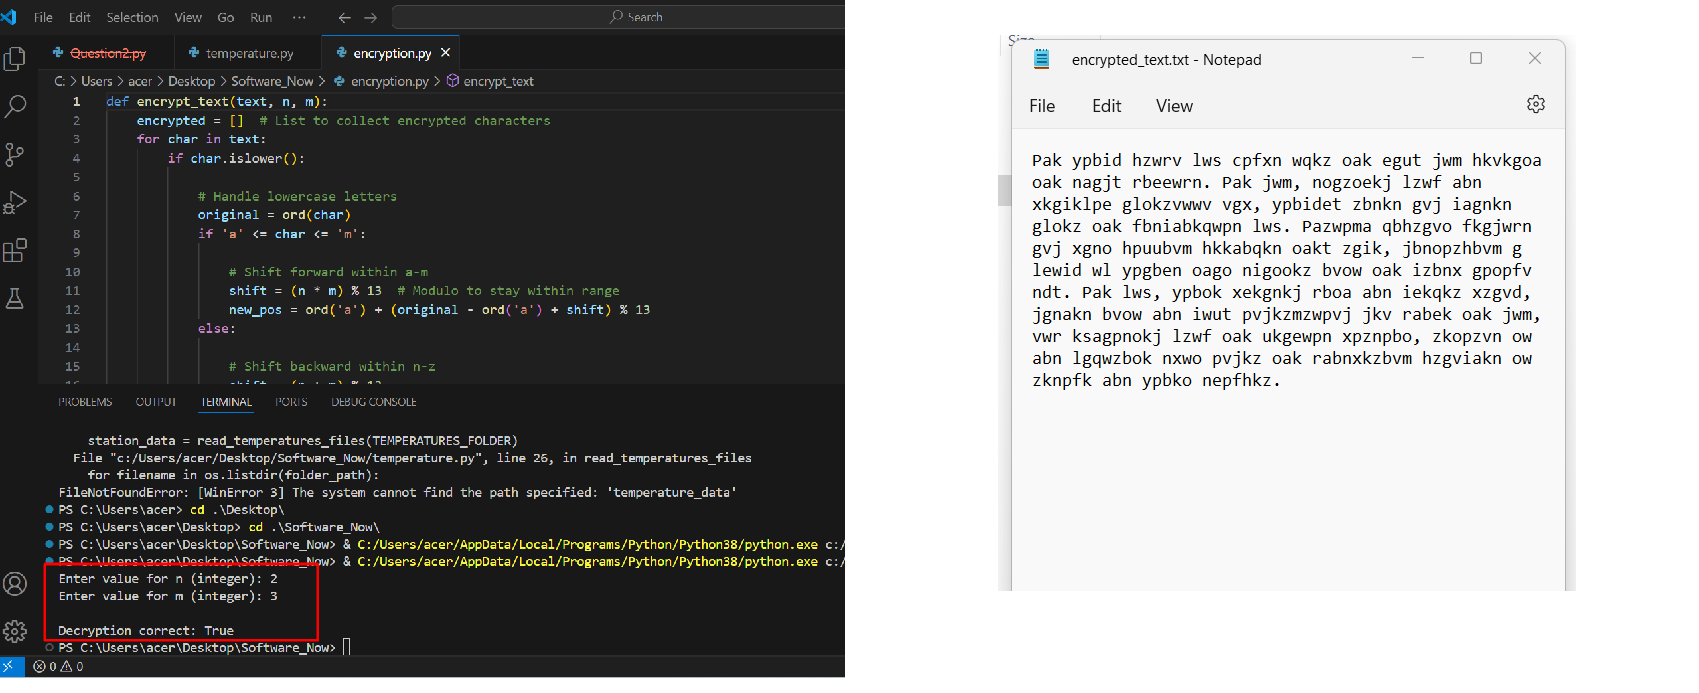 File Edit Selection View Go Run ··· Search
Question2.py temperature.py encryption.py
C: > Users > acer > Desktop > Software_Now > encryption.py > encrypt_text
1 def encrypt_text(text, n, m):
2 encrypted = [] # List to collect encrypted characters
3 for char in text:
4 if char.islower():
5
6 # Handle lowercase letters
7 original = ord(char)
8 if 'a' <= char <= 'm':
9
10 # Shift forward within a-m
11 shift = (n * m) % 13 # Modulo to stay within range
12 new_pos = ord('a') + (original - ord('a') + shift) % 13
13 else:
14
15 # Shift backward within n-z
PROBLEMS OUTPUT TERMINAL PORTS DEBUG CONSOLE
station_data = read_temperatures_files(TEMPERATURES_FOLDER)
File "c:/Users/acer/Desktop/Software_Now/temperature.py", line 26, in read_temperatures_files
for filename in os.listdir(folder_path):
FileNotFoundError: [WinError 3] The system cannot find the path specified: 'temperature_data'
PS C:\Users\acer> cd .\Desktop\
PS C:\Users\acer\Desktop> cd .\Software_Now\
PS C:\Users\acer\Desktop\Software_Now> & C:/Users/acer/AppData/Local/Programs/Python/Python38/python.exe c:/
PS C:\Users\acer\Desktop\Software_Now> & C:/Users/acer/AppData/Local/Programs/Python/Python38/python.exe c:/
Enter value for n (integer): 2
Enter value for m (integer): 3
Decryption correct: True
PS C:\Users\acer\Desktop\Software_Now>
0 0
encrypted_text.txt - Notepad
File Edit View
Pak ypbid hzwrv lws cpfxn wqkz oak egut jwm hkvkgoa
oak nagjt rbeewrn. Pak jwm, nogzoekj lzwf abn
xkgiklpe glokzvwwv vgx, ypbidet zbnkn gvj iagnkn
glokz oak fbniabkqwpn lws. Pazwpma qbhzgvo fkgjwrn
gvj xgno hpuubvm hkkabqkn oakt zgik, jbnopzhbvm g
lewid wl ypgben oago nigookz bvow oak izbnx gpopfv
ndt. Pak lws, ypbok xekgnkj rboa abn iekqkz xzgvd,
jgnakn bvow abn iwut pvjkzmzwpvj jkv rabek oak jwm,
vwr ksagpnokj lzwf oak ukgewpn xpznpbo, zkopzvn ow
abn lgqwzbok nxwo pvjkz oak rabnxkzbvm hzgviakn ow
zknpfk abn ypbko nepfhkz.